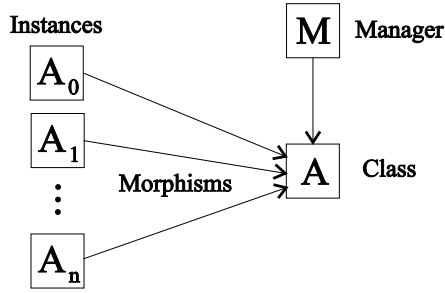 Instances
M Manager
A0
A1
Morphisms
A Class
An